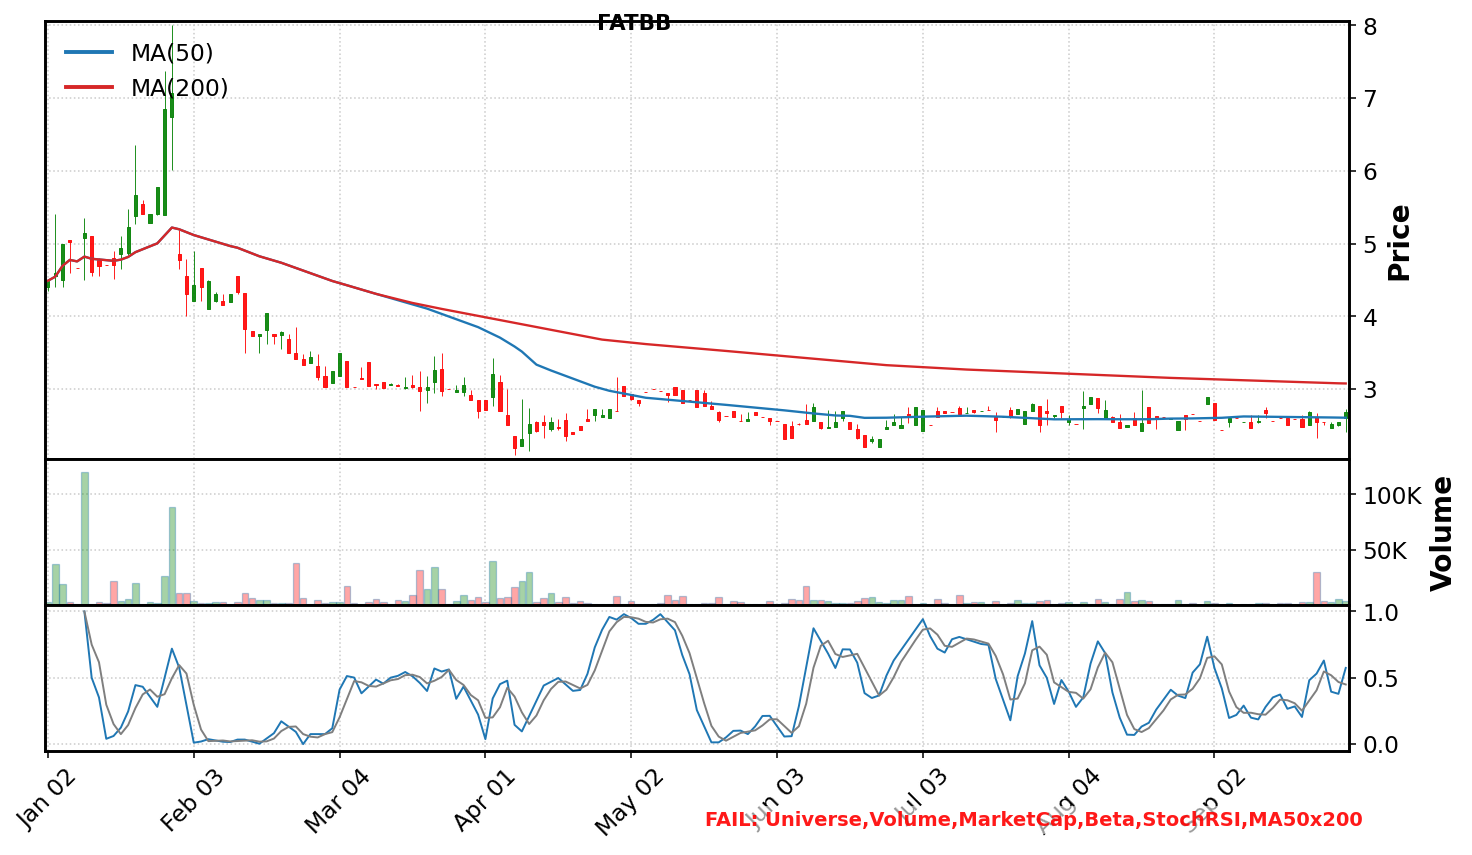 FATBB
MA(50)
MA(200)
8
7
6
5
4
3
Price
100K
50K
Volume
1.0
0.5
0.0
Jan 02
Feb 03
Mar 04
Apr 01
May 02
Jun 03
Jul 03
Aug 04
Sep 02
FAIL: Universe,Volume,MarketCap,Beta,StochRSI,MA50x200